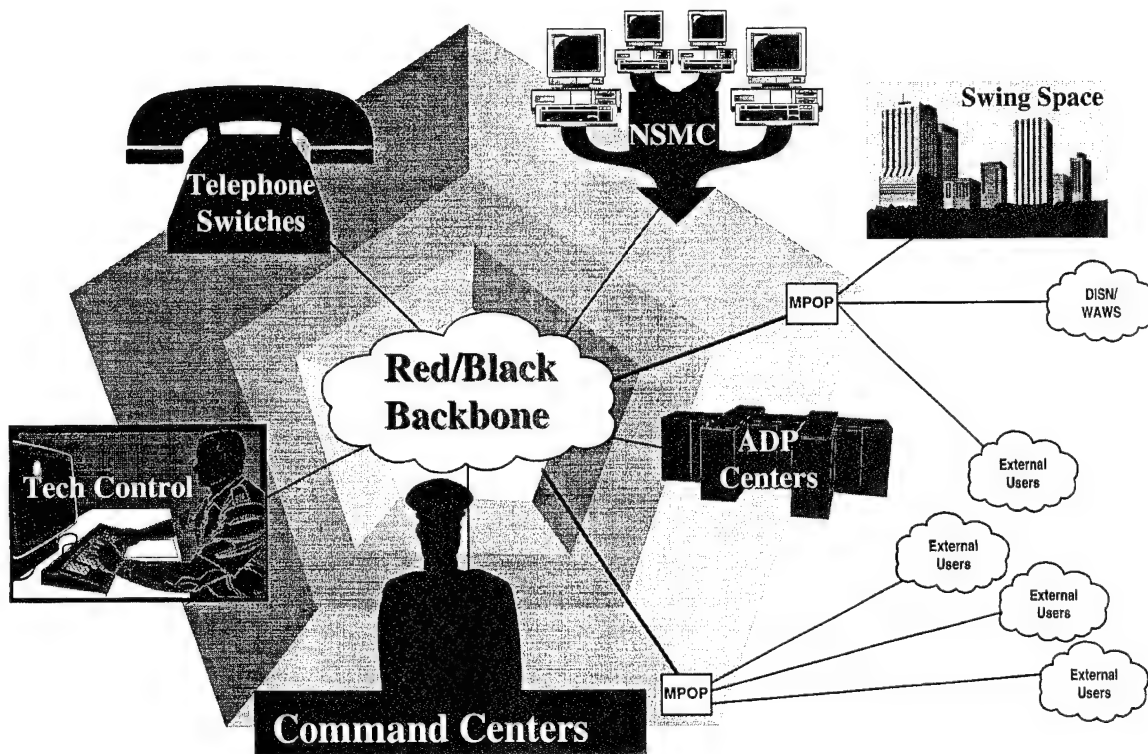 NSMC
Swing Space
Telephone
Switches
MPOP
DISN/
WAWS
Red/Black
Backbone
ADP
Centers
Tech Control
External
Users
External
Users
External
Users
External
Users
MPOP
Command Centers